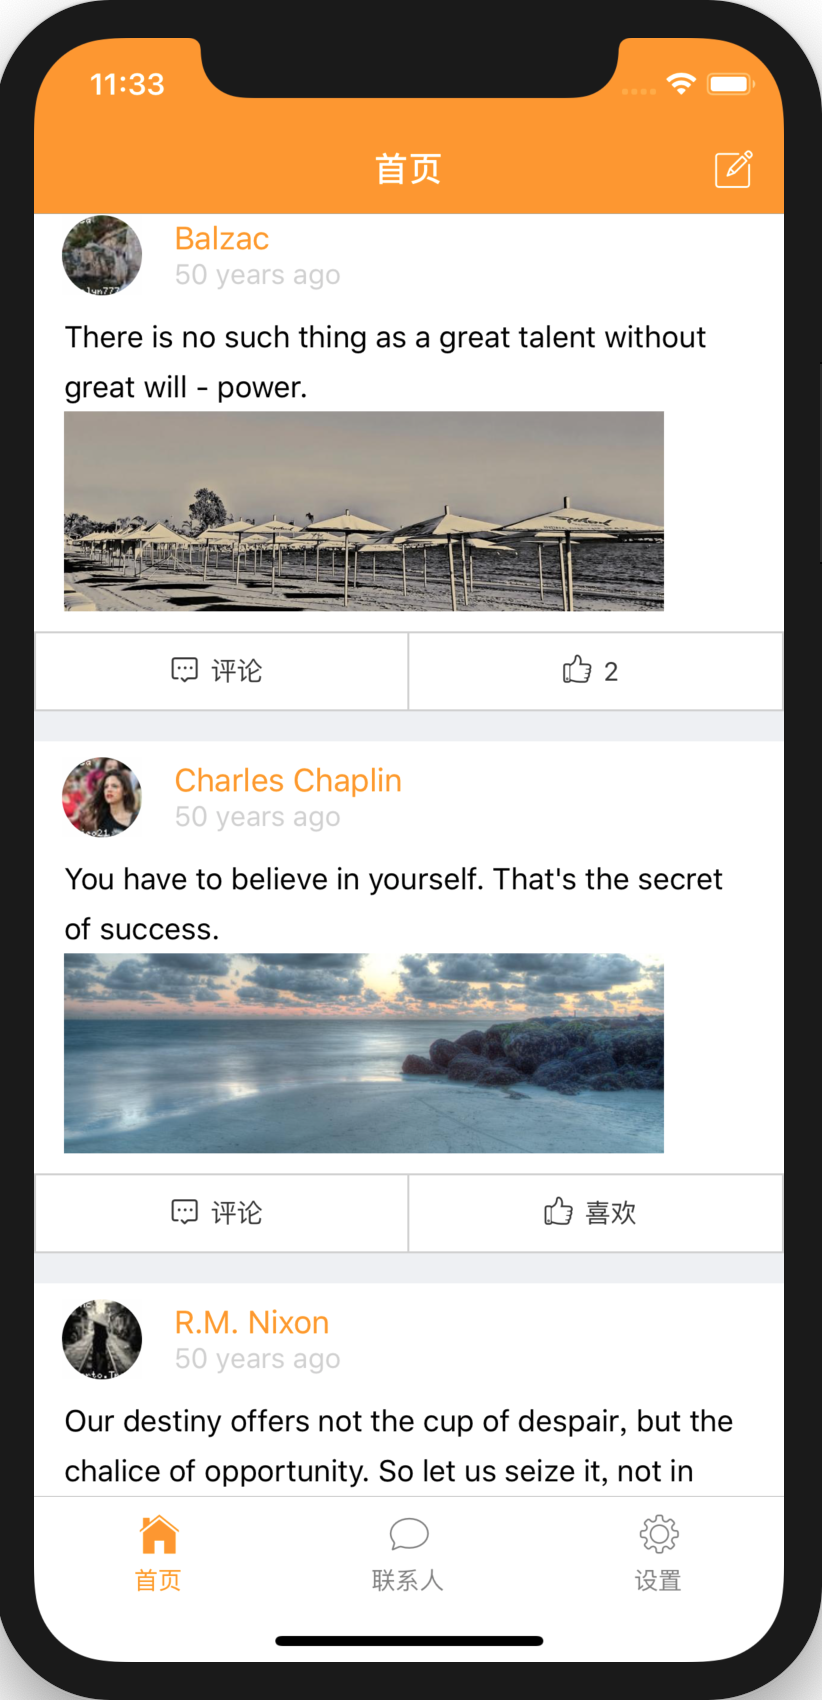 11:33
首页
Balzac
50 years ago
There is no such thing as a great talent without
great will - power.
评论
2
Charles Chaplin
50 years ago
You have to believe in yourself. That's the secret
of success.
评论
喜欢
R.M. Nixon
50 years ago
Our destiny offers not the cup of despair, but the
chalice of opportunity. So let us seize it, not in
首页
联系人
设置